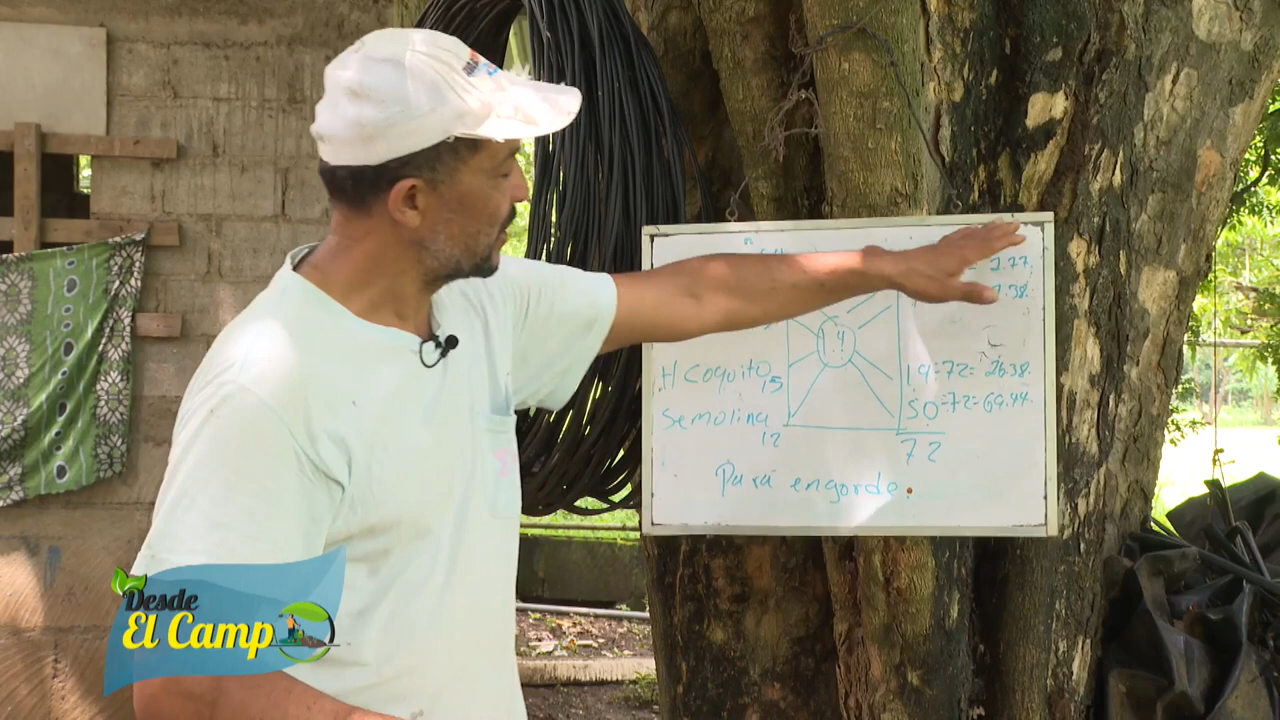 = 2.77.
.38.
14
H Coquito 15
19=72= 26.38.
Semolina 12
50=72=69.44.
72
Para engorde.
Desde
El Camp